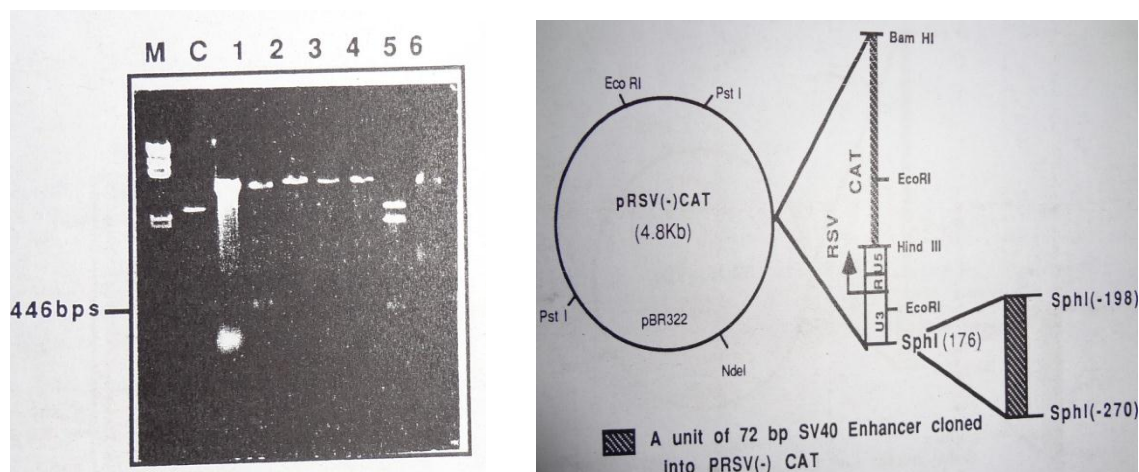 M C 1 2 3 4 5 6
446bps
Bam HI
Eco RI
Pst I
CAT
pRSV(-)CAT
(4.8Kb)
EcoRI
RSV
Hind III
U5
R
U3
EcoRI
SphI(-198)
Pst I
pBR322
SphI (176)
NdeI
SphI(-270)
A unit of 72 bp SV40 Enhancer cloned
into PRSV(-) CAT